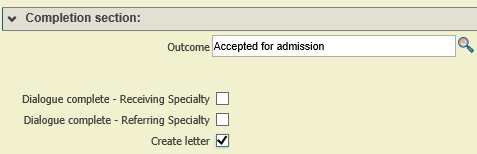 Completion section:
Outcome Accepted for admission
Dialogue complete - Receiving Specialty
Dialogue complete - Referring Specialty
Create letter